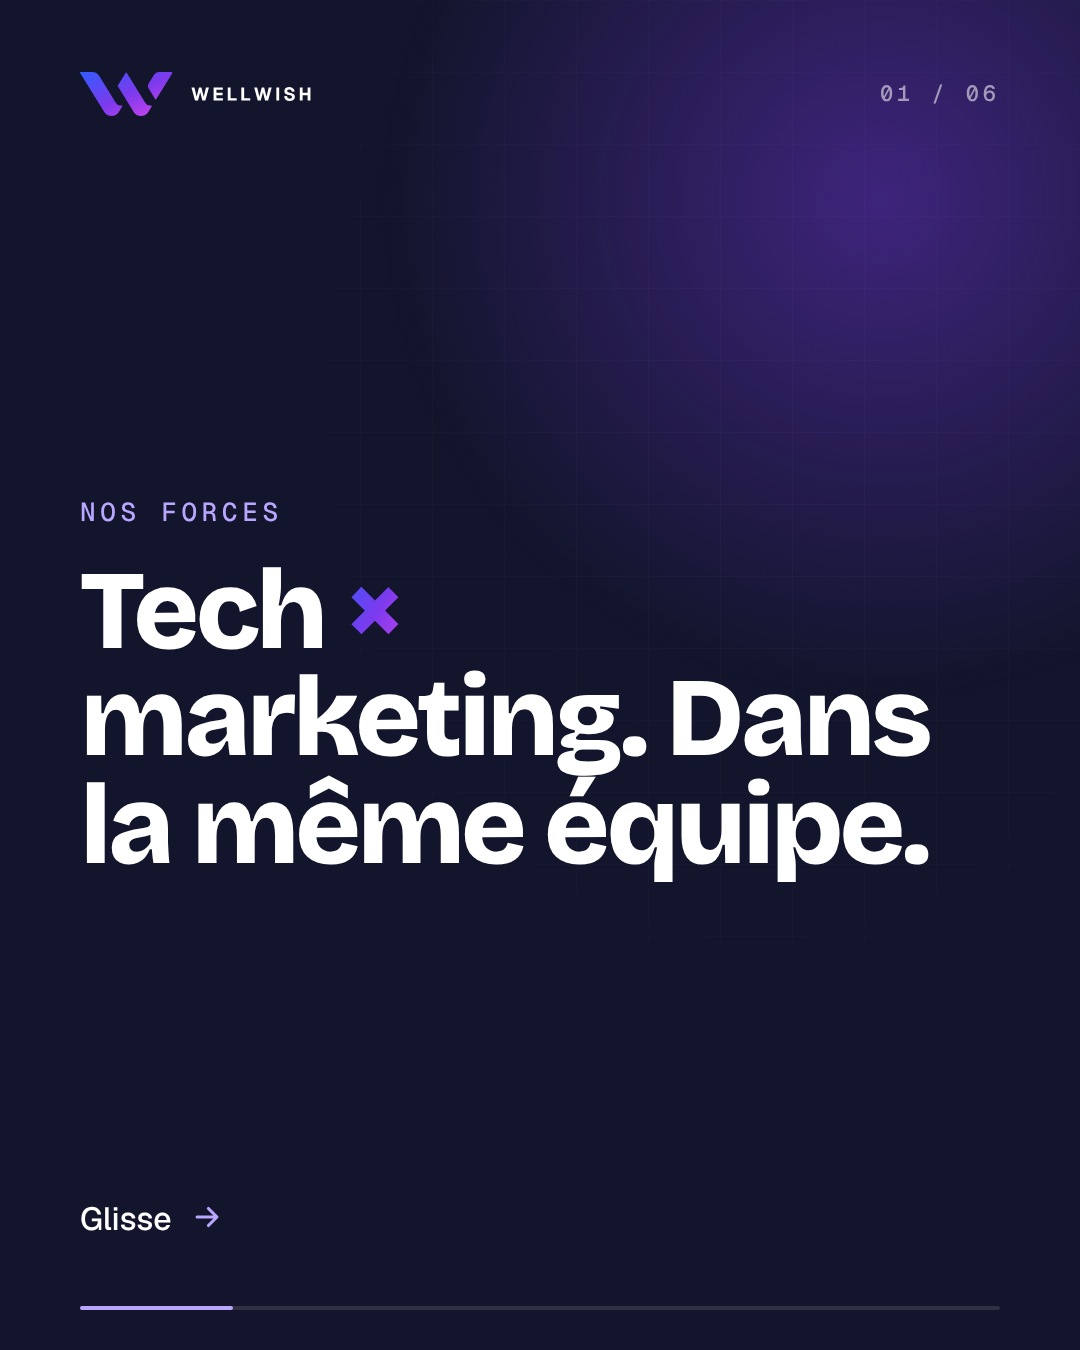 WELLWISH
01 / 06
NOS FORCES
Tech ×
marketing. Dans
la même équipe.
Glisse →